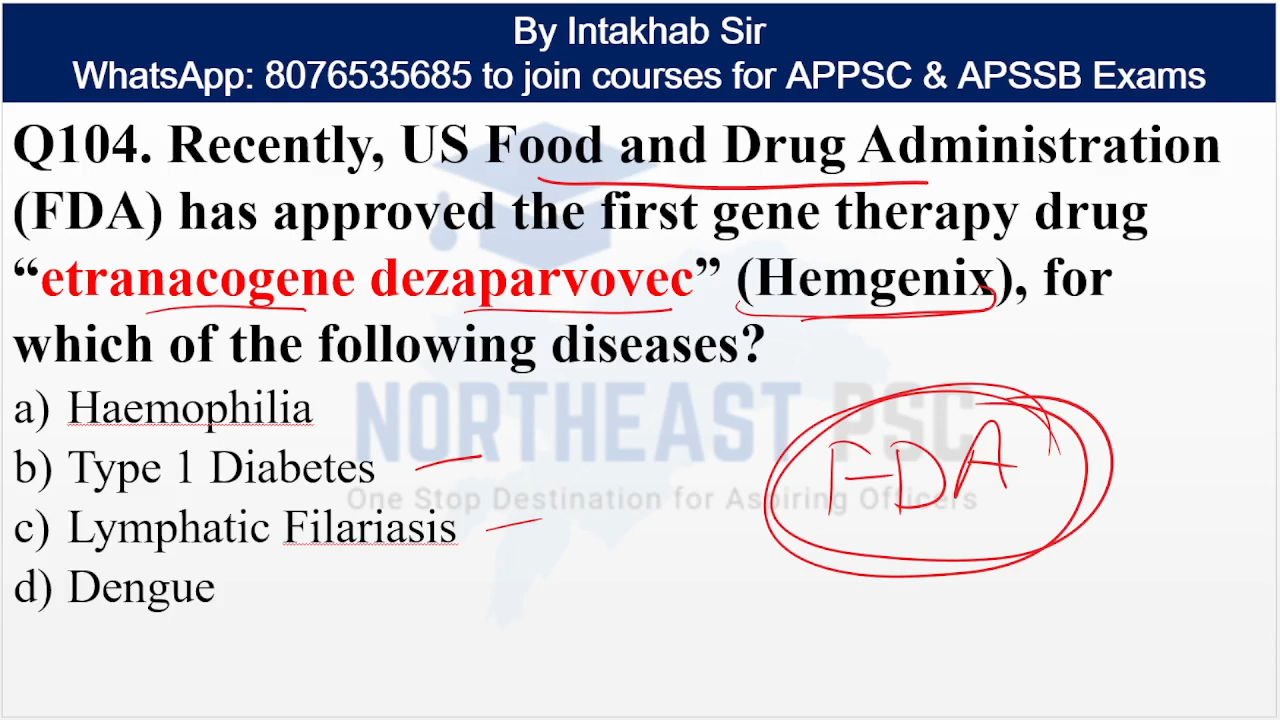 By Intakhab Sir
WhatsApp: 8076535685 to join courses for APPSC & APSSB Exams
Q104. Recently, US Food and Drug Administration
(FDA) has approved the first gene therapy drug
“etranacogene dezaparvovec” (Hemgenix), for
which of the following diseases?
a) Haemophilia
b) Type 1 Diabetes
c) Lymphatic Filariasis
d) Dengue
NORTHEAST PSC
One Stop Destination for Aspiring Officers
FDA